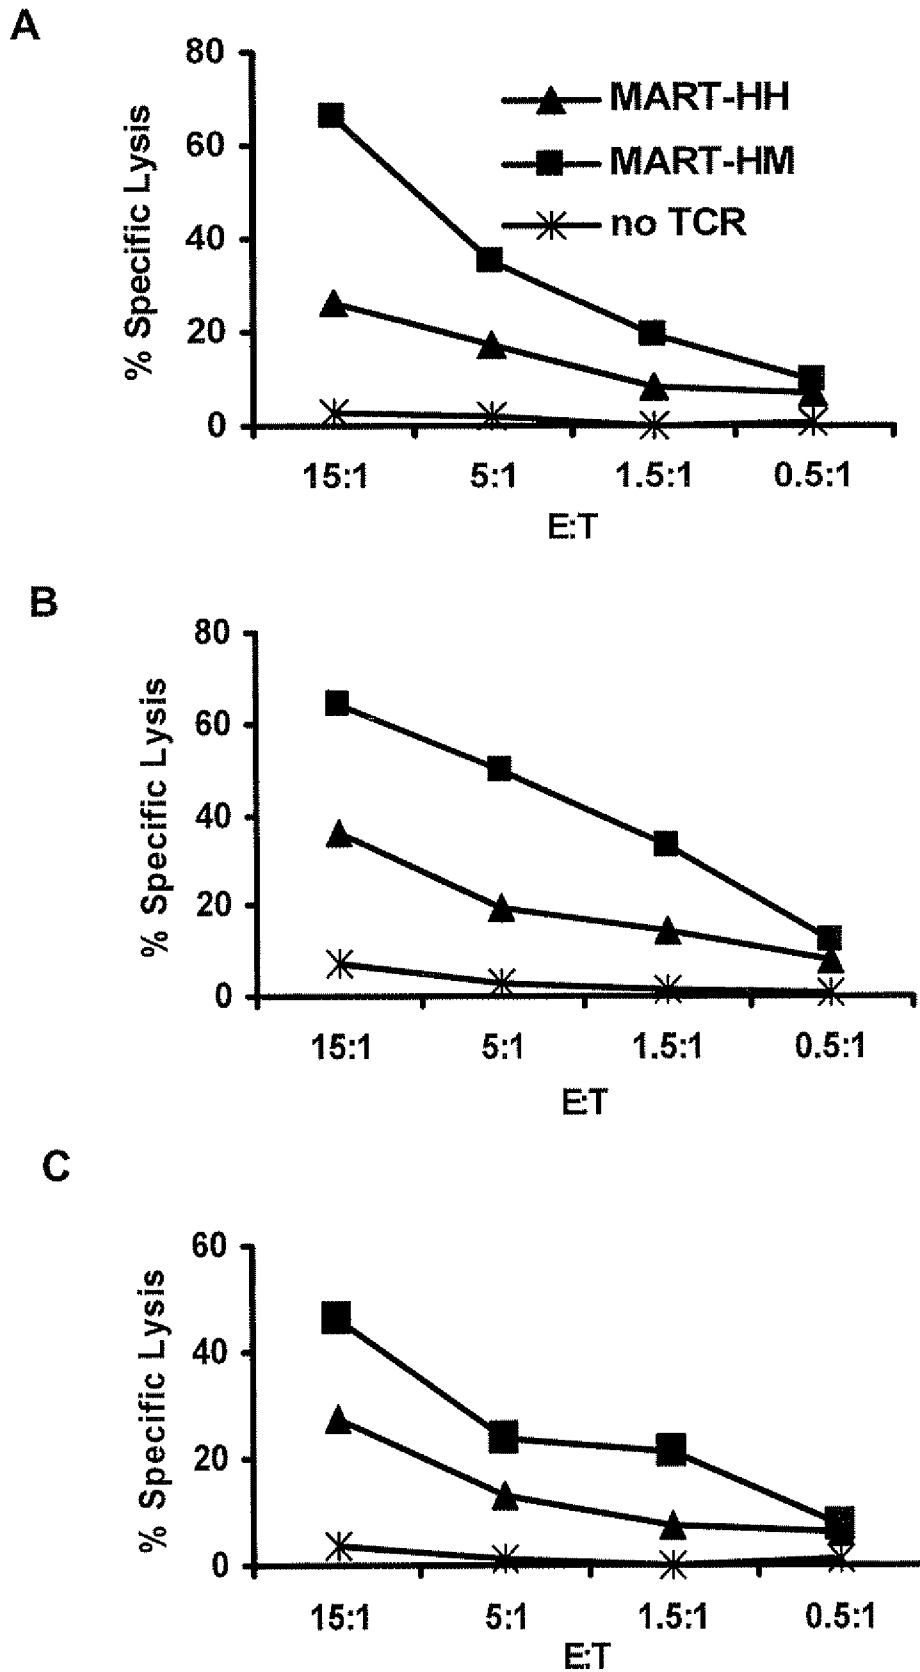 A
80
60
40
20
0
% Specific Lysis
MART-HH
MART-HM
no TCR
15:1 5:1 1.5:1 0.5:1
E:T
B
80
60
40
20
0
% Specific Lysis
15:1 5:1 1.5:1 0.5:1
E:T
C
60
40
20
0
% Specific Lysis
15:1 5:1 1.5:1 0.5:1
E:T